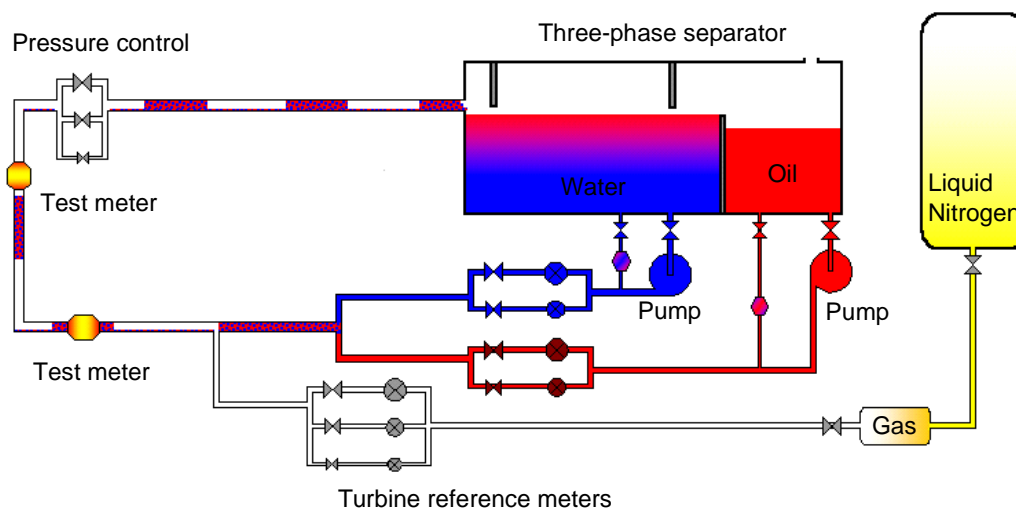 Pressure control
Three-phase separator
Water
Oil
Liquid
Nitrogen
Test meter
Pump
Pump
Test meter
Gas
Turbine reference meters